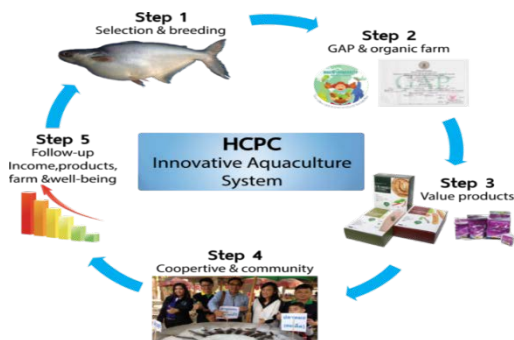 Step 1
Selection & breeding
Step 2
GAP & organic farm
GAP
Step 3
Value products
Step 4
Coopertive & community
Step 5
Follow-up
Income,products,
farm &well-being
HCPC
Innovative Aquaculture
System